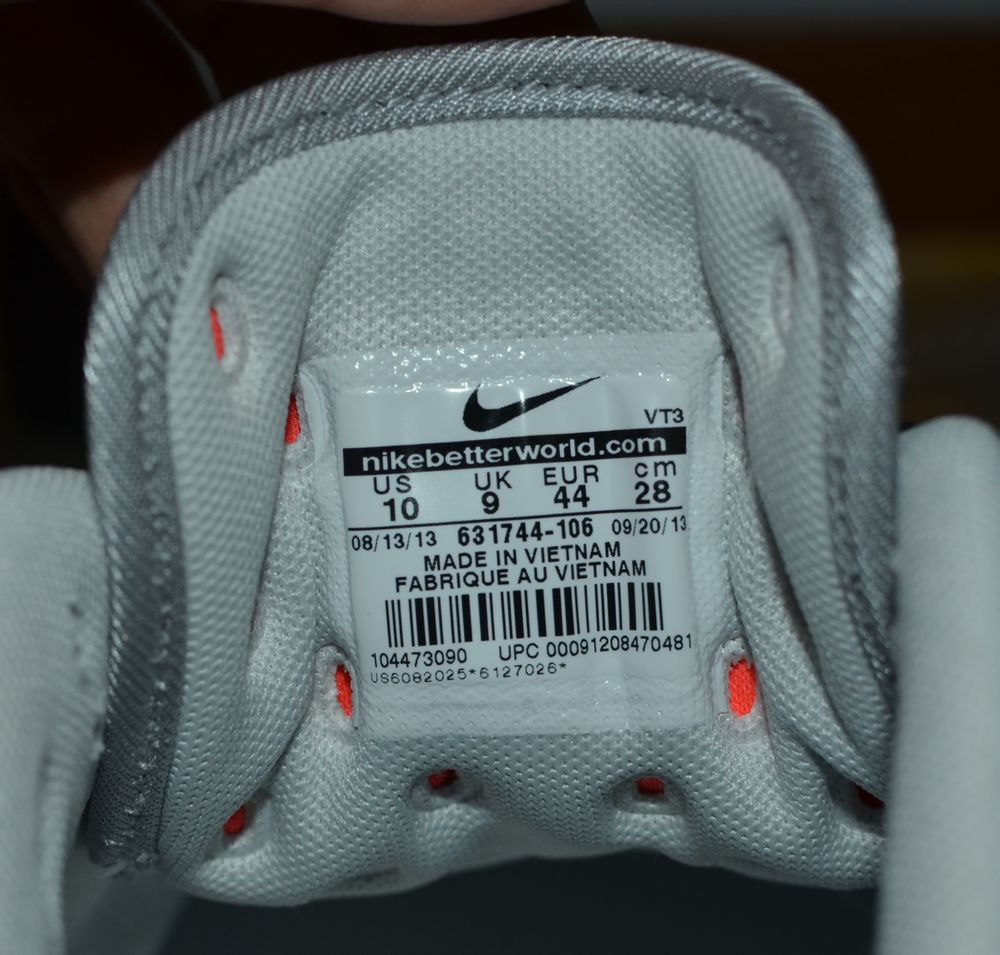 VT3
nikebetterworld.com
US UK EUR cm
10 9 44 28
08/13/13 631744-106 09/20/13
MADE IN VIETNAM
FABRIQUE AU VIETNAM
104473090 UPC 00091208470481
US6082025*6127026*